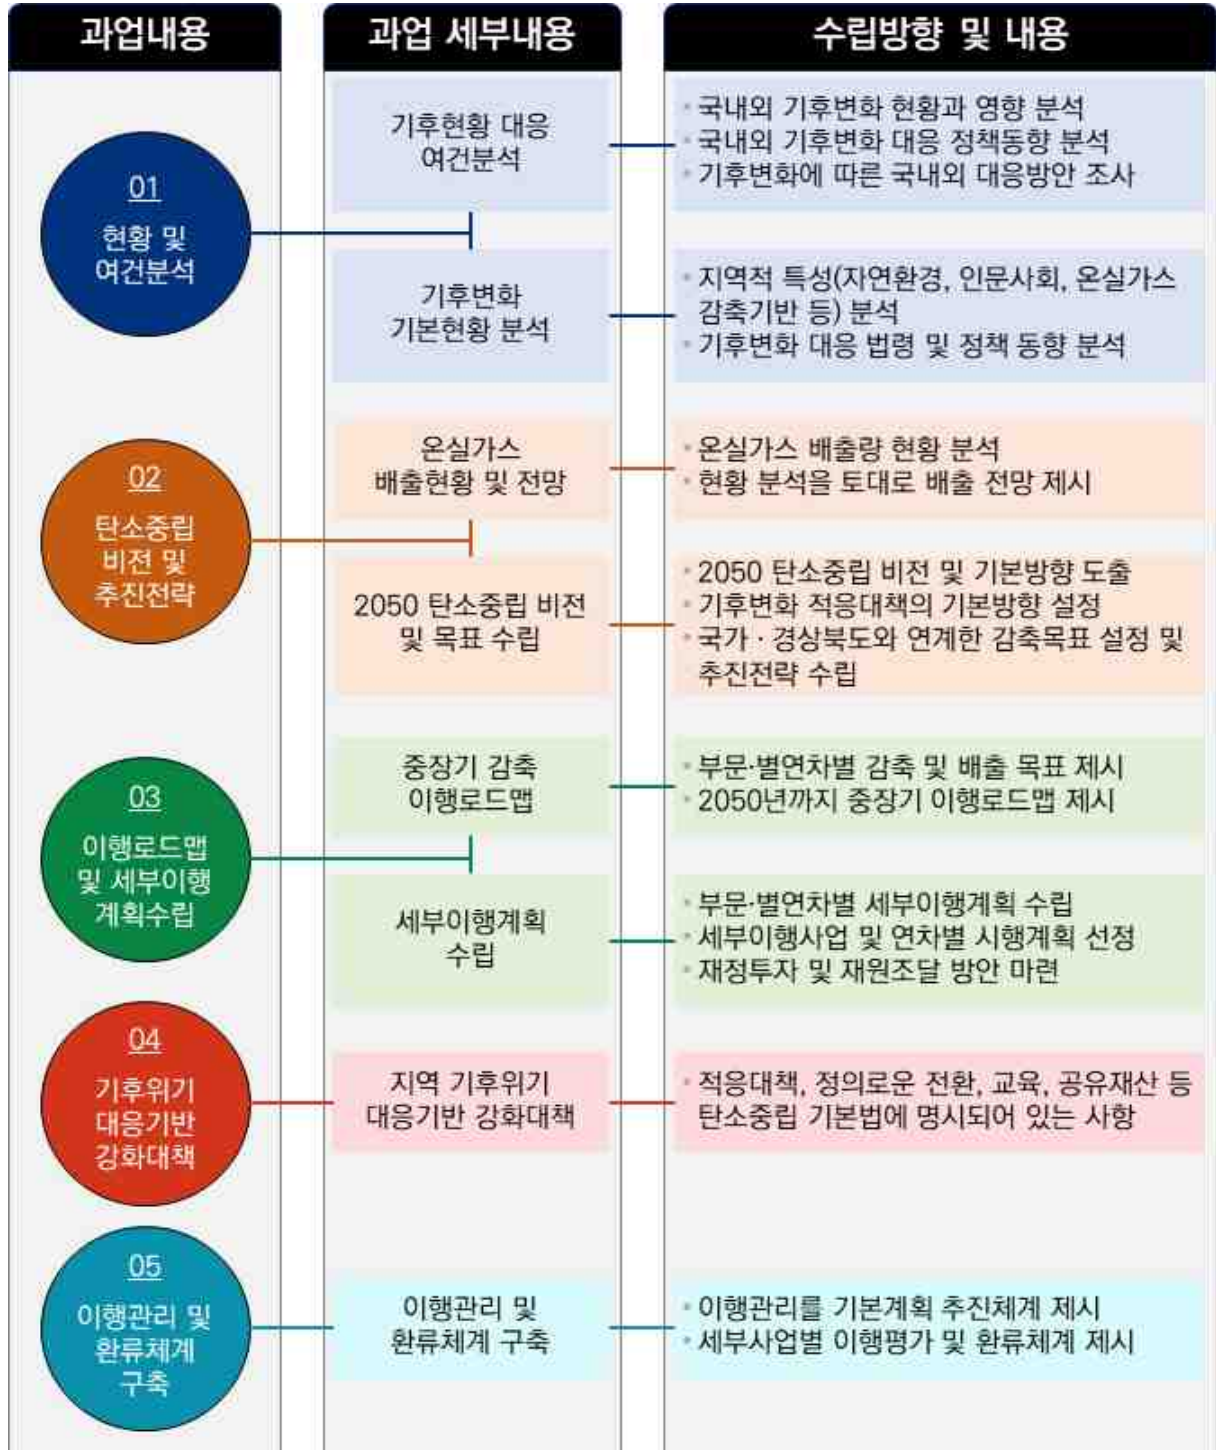 과업내용
과업 세부내용
수립방향 및 내용
01
현황 및
여건분석
기후현황 대응
여건분석
• 국내외 기후변화 현황과 영향 분석
• 국내외 기후변화 대응 정책동향 분석
• 기후변화에 따른 국내외 대응방안 조사
기후변화
기본현황 분석
• 지역적 특성(자연환경, 인문사회, 온실가스
감축기반 등) 분석
• 기후변화 대응 법령 및 정책 동향 분석
02
탄소중립
비전 및
추진전략
온실가스
배출현황 및 전망
• 온실가스 배출량 현황 분석
• 현황 분석을 토대로 배출 전망 제시
2050 탄소중립 비전
및 목표 수립
• 2050 탄소중립 비전 및 기본방향 도출
• 기후변화 적응대책의 기본방향 설정
• 국가 · 경상북도와 연계한 감축목표 설정 및
추진전략 수립
03
이행로드맵
및 세부이행
계획수립
중장기 감축
이행로드맵
• 부문·별연차별 감축 및 배출 목표 제시
• 2050년까지 중장기 이행로드맵 제시
세부이행계획
수립
• 부문·별연차별 세부이행계획 수립
• 세부이행사업 및 연차별 시행계획 선정
• 재정투자 및 재원조달 방안 마련
04
기후위기
대응기반
강화대책
지역 기후위기
대응기반 강화대책
• 적응대책, 정의로운 전환, 교육, 공유재산 등
탄소중립 기본법에 명시되어 있는 사항
05
이행관리 및
환류체계
구축
이행관리 및
환류체계 구축
• 이행관리를 기본계획 추진체계 제시
• 세부사업별 이행평가 및 환류체계 제시